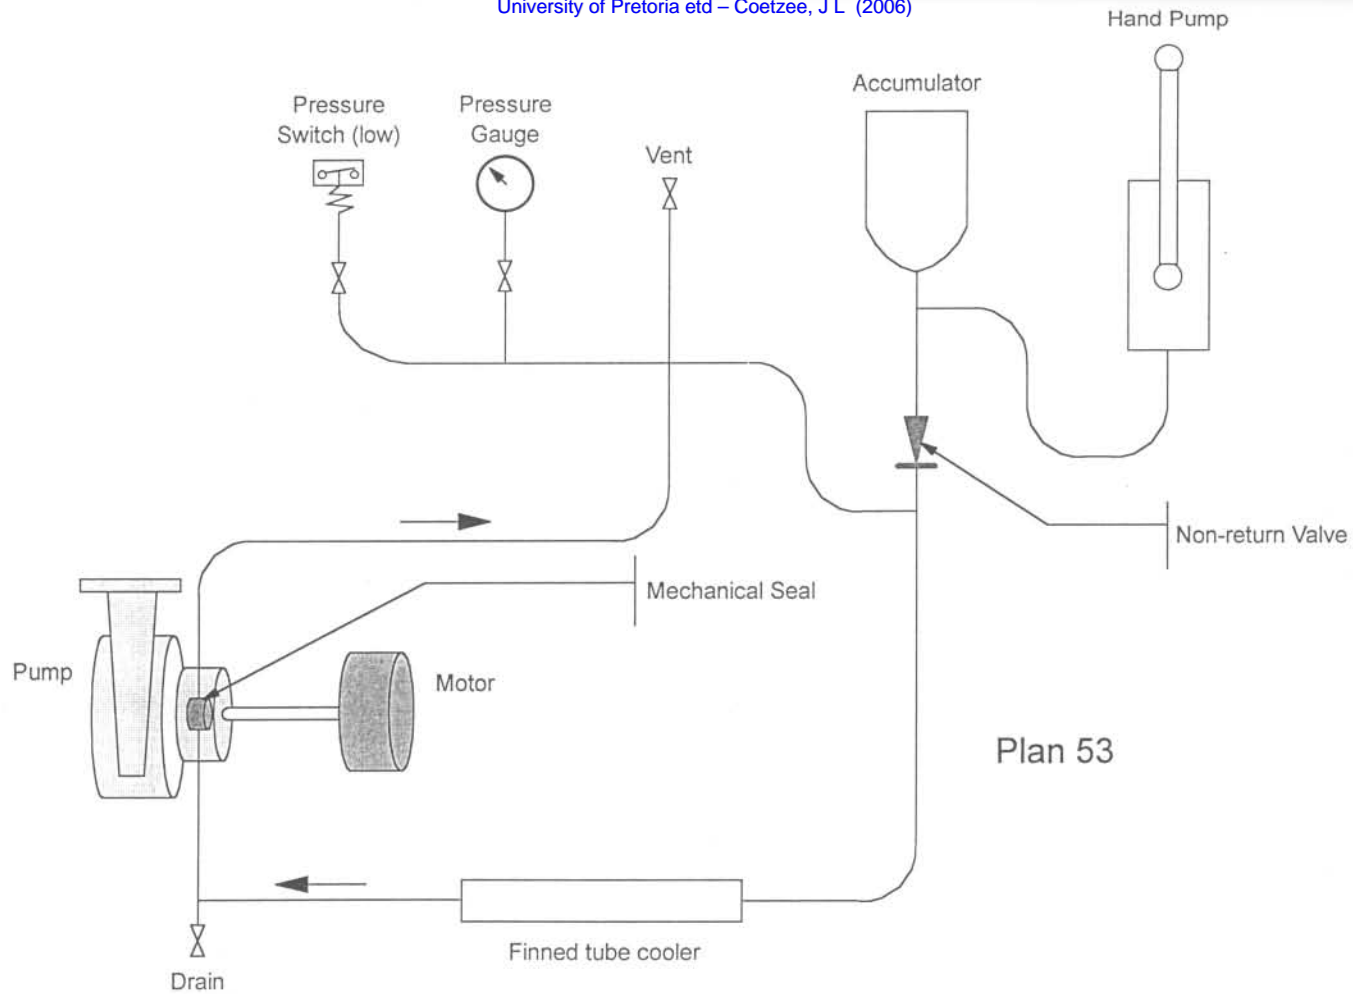 University of Pretoria etd – Coetzee, J L (2006)
Hand Pump
Accumulator
Pressure
Switch (low)
Pressure
Gauge
Vent
Non-return Valve
Mechanical Seal
Pump
Motor
Plan 53
Finned tube cooler
Drain